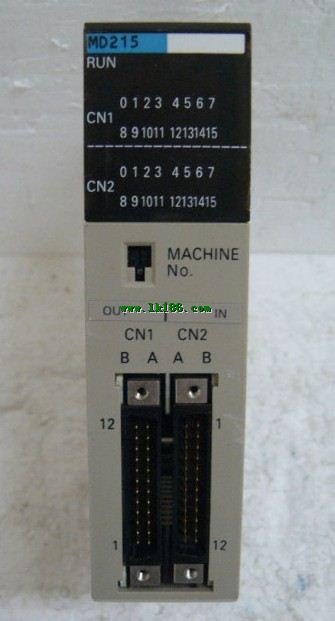 MD215
RUN
0 1 2 3 4 5 6 7
CN1
8 9 10 11 12 13 14 15
0 1 2 3 4 5 6 7
CN2
8 9 10 11 12 13 14 15
MACHINE
No.
OUT IN
www.lkl86.com
CN1 CN2
B A A B
12 1
1 12